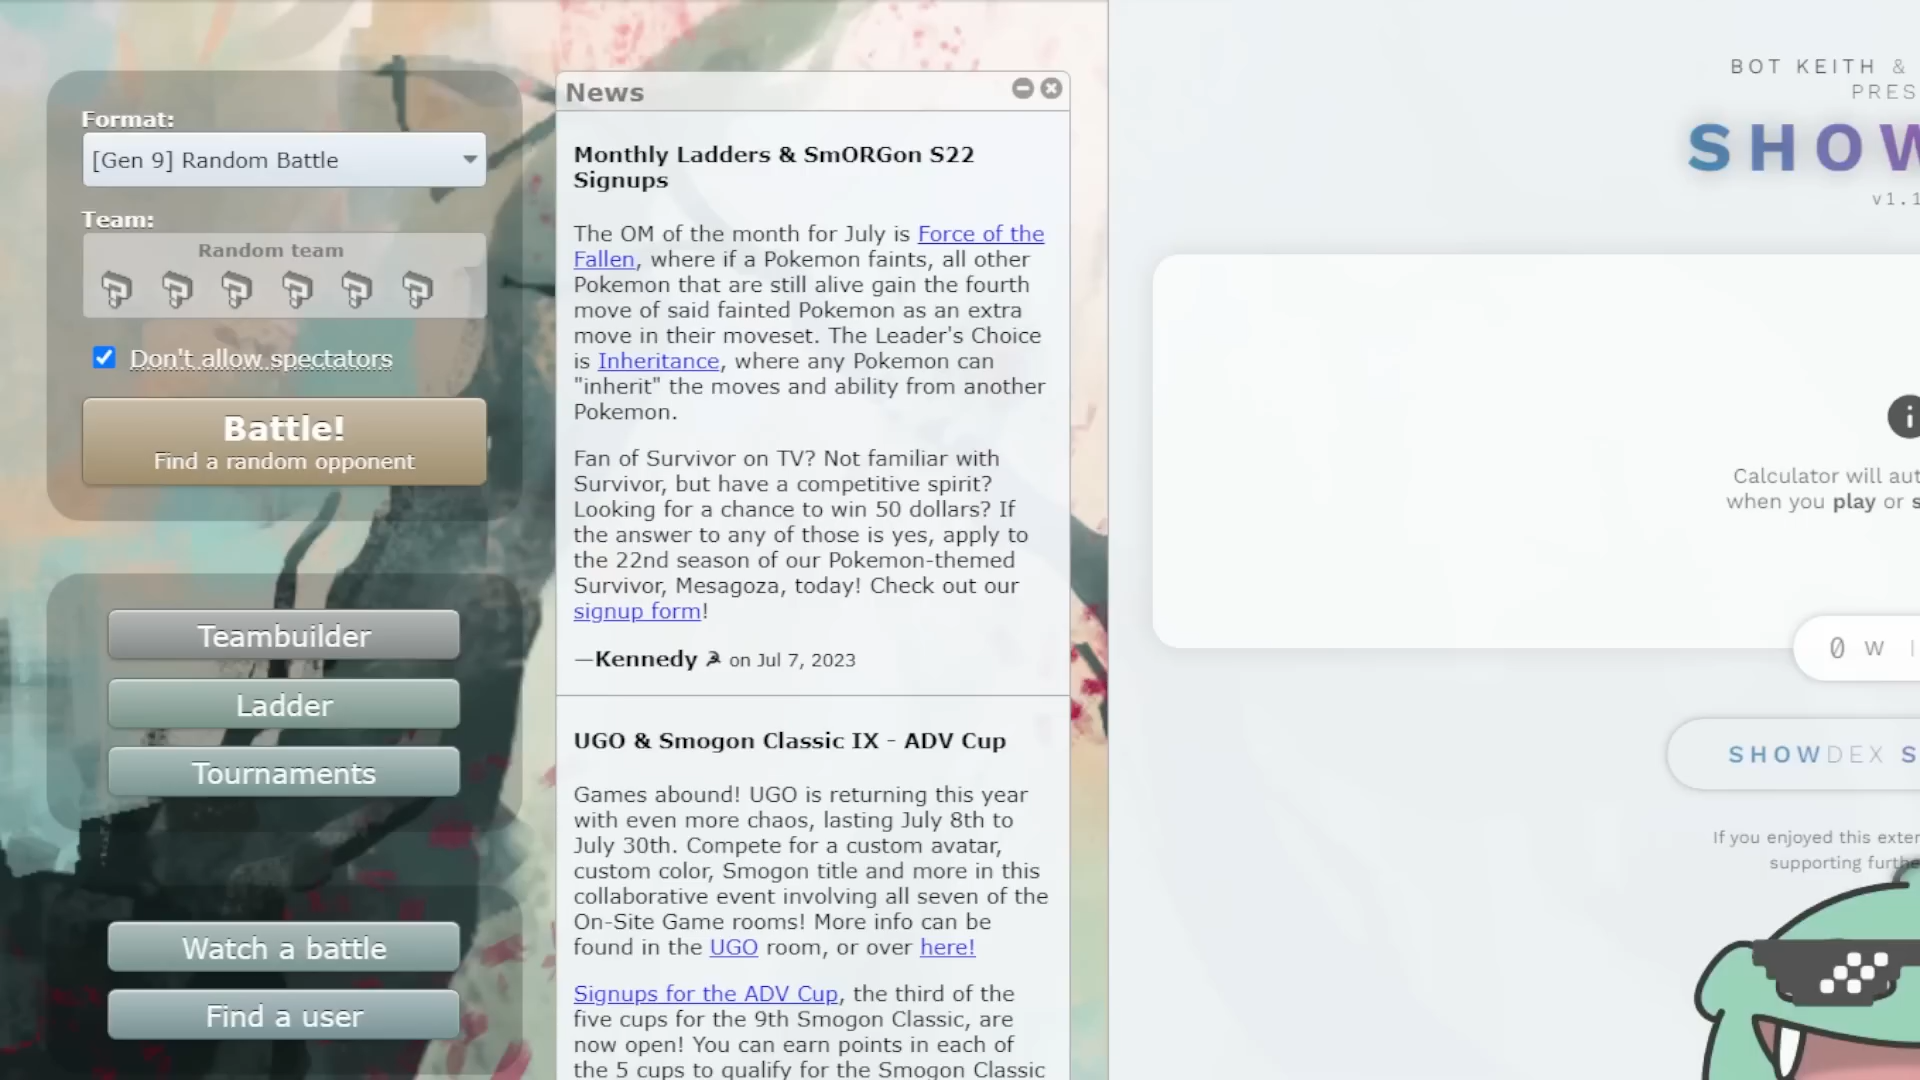 Format:
[Gen 9] Random Battle
Team:
Random team
Don't allow spectators
Battle!
Find a random opponent
Teambuilder
Ladder
Tournaments
Watch a battle
Find a user
News
Monthly Ladders & SmORGon S22
Signups
The OM of the month for July is Force of the
Fallen, where if a Pokemon faints, all other
Pokemon that are still alive gain the fourth
move of said fainted Pokemon as an extra
move in their moveset. The Leader's Choice
is Inheritance, where any Pokemon can
"inherit" the moves and ability from another
Pokemon.
Fan of Survivor on TV? Not familiar with
Survivor, but have a competitive spirit?
Looking for a chance to win 50 dollars? If
the answer to any of those is yes, apply to
the 22nd season of our Pokemon-themed
Survivor, Mesagoza, today! Check out our
signup form!
—Kennedy ☭ on Jul 7, 2023
UGO & Smogon Classic IX - ADV Cup
Games abound! UGO is returning this year
with even more chaos, lasting July 8th to
July 30th. Compete for a custom avatar,
custom color, Smogon title and more in this
collaborative event involving all seven of the
On-Site Game rooms! More info can be
found in the UGO room, or over here!
Signups for the ADV Cup, the third of the
five cups for the 9th Smogon Classic, are
now open! You can earn points in each of
the 5 cups to qualify for the Smogon Classic
BOT KEITH &
PRES
SHOW
v1.1
Calculator will aut
when you play or s
0 W I
SHOWDEX S
If you enjoyed this exter
supporting furthe